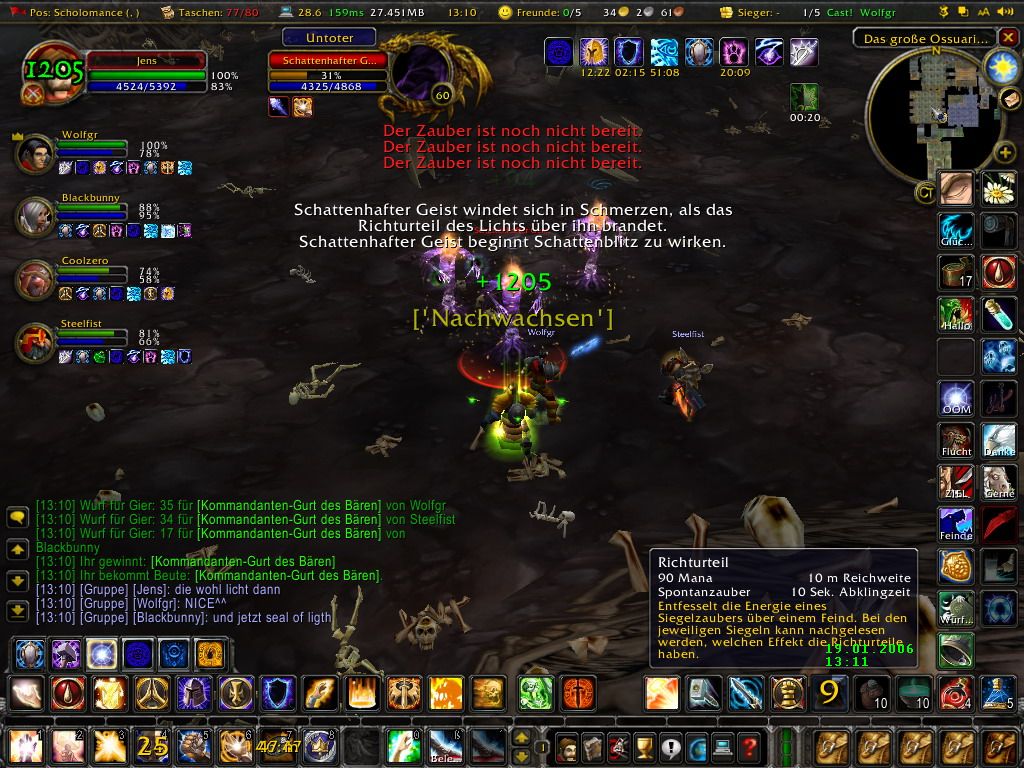 Pos: Scholomance (, )
Taschen: 77/80
28.6 159ms 27.451MB
13:10
Freunde: 0/5
34 2 61
Sieger: -
1/5 Cast! Wolfgr
Untoter
Das große Ossuari...
Jens
1205
100%
4524/5392 83%
Schattenhafter G...
31%
4325/4868
60
12:22 02:15 51:08 20:09
00:20
N
Der Zauber ist noch nicht bereit.
Der Zauber ist noch nicht bereit.
Der Zauber ist noch nicht bereit.
Wolfgr
100%
78%
Blackbunny
88%
95%
Coolzero
74%
58%
Steelfist
81%
66%
Schattenhafter Geist windet sich in Schmerzen, als das
Richturteil des Lichts über ihn brandet.
Schattenhafter Geist beginnt Schattenblitz zu wirken.
+1205
['Nachwachsen']
Wolfgr
Steelfist
CT
Glüc...
17
Hallo
OOM
Flucht
Danke
ZIEL
Gerne
Feinde
Würf...
[13:10] Wurf für Gier: 35 für [Kommandanten-Gurt des Bären] von Wolfgr
[13:10] Wurf für Gier: 34 für [Kommandanten-Gurt des Bären] von Steelfist
[13:10] Wurf für Gier: 17 für [Kommandanten-Gurt des Bären] von
Blackbunny
[13:10] Ihr gewinnt: [Kommandanten-Gurt des Bären]
[13:10] Ihr bekommt Beute: [Kommandanten-Gurt des Bären].
[13:10] [Gruppe] [Jens]: die wohl licht dann
[13:10] [Gruppe] [Wolfgr]: NICE^^
[13:10] [Gruppe] [Blackbunny]: und jetzt seal of ligth
Richturteil
90 Mana 10 m Reichweite
Spontanzauber 10 Sek. Abklingzeit
Entfesselt die Energie eines
Siegelzaubers über einem Feind. Bei den
jeweiligen Siegeln kann nachgelesen
werden, welchen Effekt die Richturteile
haben.
19.01.2006
13:11
9
10
10
4
5
25
Bele...
1